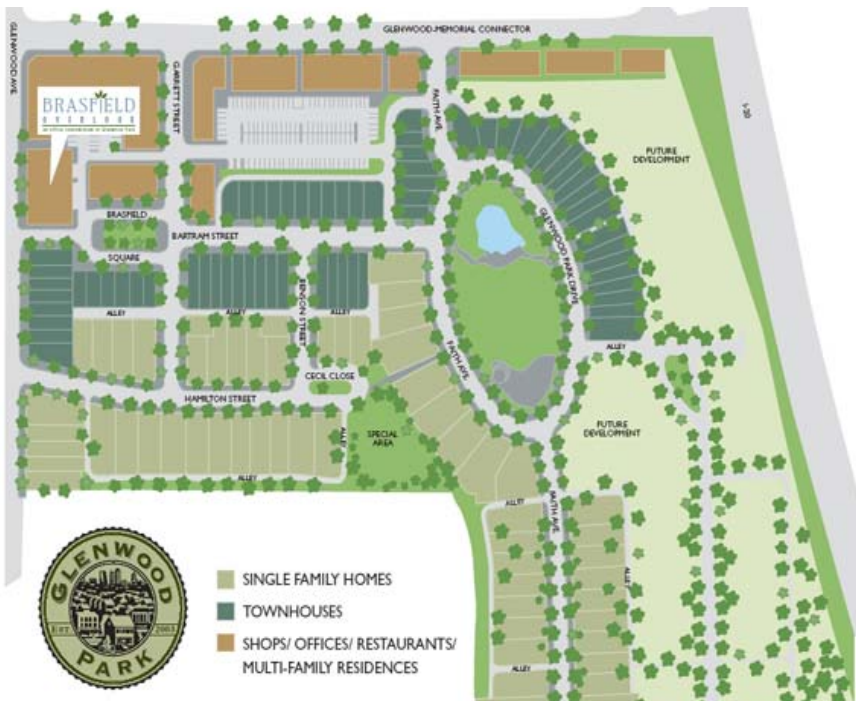 GLENWOOD-MEMORIAL CONNECTOR
GLENWOOD AVE.
GARRETT STREET
FAITH AVE.
I-20
BRASFIELD
OVERLOOK
FUTURE
DEVELOPMENT
BRASFIELD
SQUARE
BARTRAM STREET
GLENWOOD PARK DRIVE
ALLEY
ALLEY
ALLEY
BENSON STREET
FAITH AVE.
ALLEY
CECIL CLOSE
HAMILTON STREET
SPECIAL
AREA
ALLEY
ALLEY
FUTURE
DEVELOPMENT
ALLEY
FAITH AVE.
ALLEY
ALLEY
GLENWOOD
PARK
EST.
2001
SINGLE FAMILY HOMES
TOWNHOUSES
SHOPS/ OFFICES/ RESTAURANTS/
MULTI-FAMILY RESIDENCES